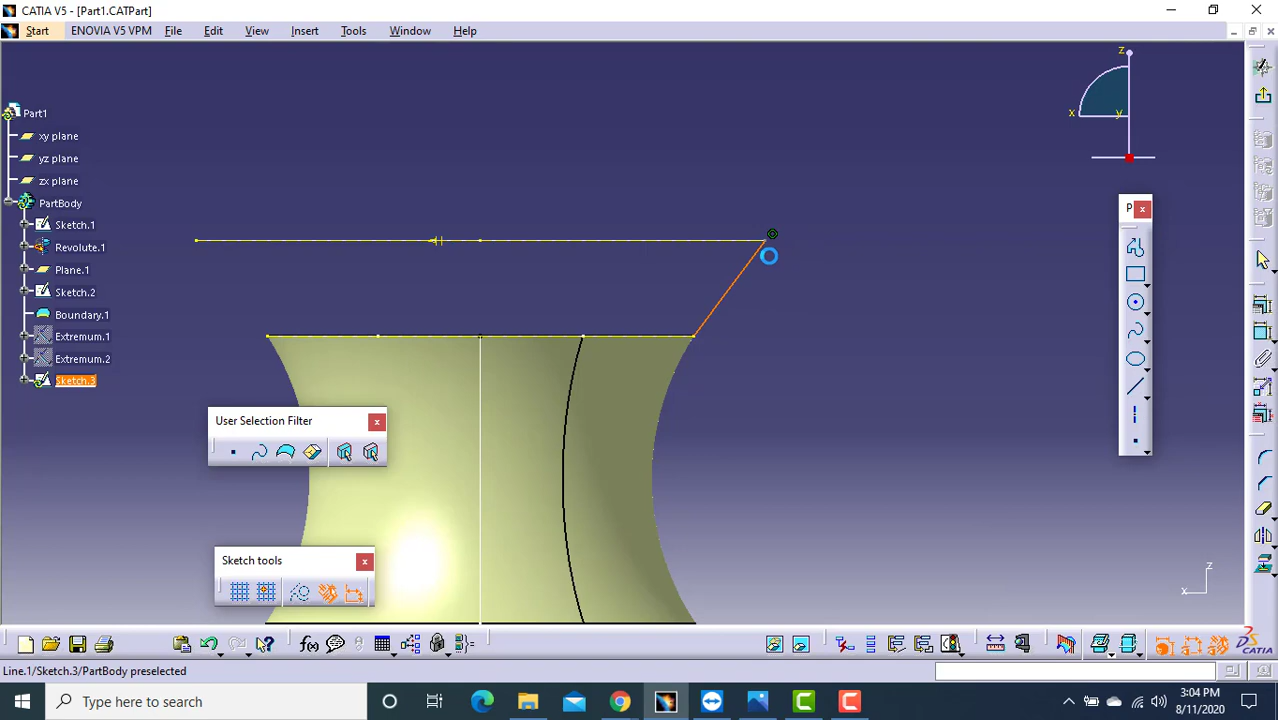 CATIA V5 - [Part1.CATPart]
Start ENOVIA V5 VPM File Edit View Insert Tools Window Help
z
x y
Part1
xy plane
yz plane
zx plane
PartBody
Sketch.1
Revolute.1
Plane.1
Sketch.2
Boundary.1
Extremum.1
Extremum.2
Sketch.3
P
User Selection Filter
Sketch tools
z
x
f(x)
CATIA
Line.1/Sketch.3/PartBody preselected
Type here to search
3:04 PM
8/11/2020